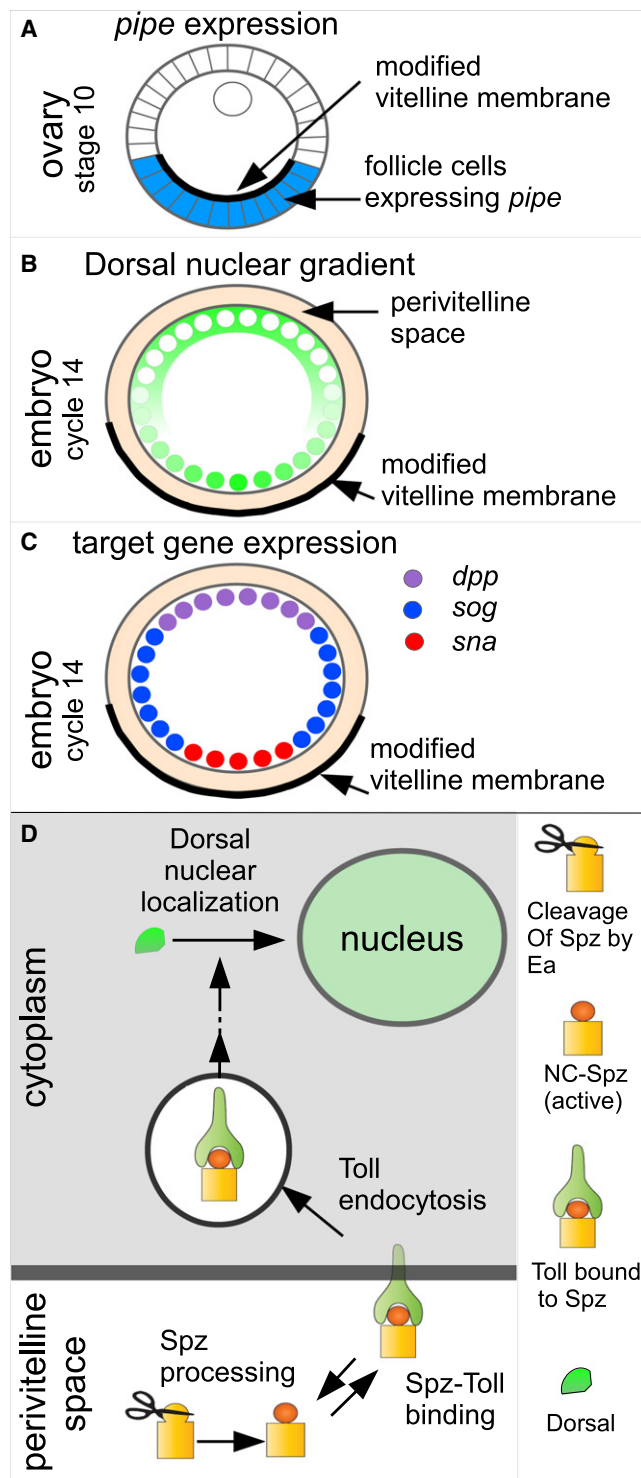 A
pipe expression
ovary
stage 10
modified
vitelline membrane
follicle cells
expressing pipe
B
Dorsal nuclear gradient
embryo
cycle 14
perivitelline
space
modified
vitelline membrane
C
target gene expression
embryo
cycle 14
dpp
sog
sna
modified
vitelline membrane
D
cytoplasm
Dorsal
nuclear
localization
nucleus
Toll
endocytosis
perivitelline
space
Spz
processing
Spz-Toll
binding
Cleavage
Of Spz by
Ea
NC-Spz
(active)
Toll bound
to Spz
Dorsal